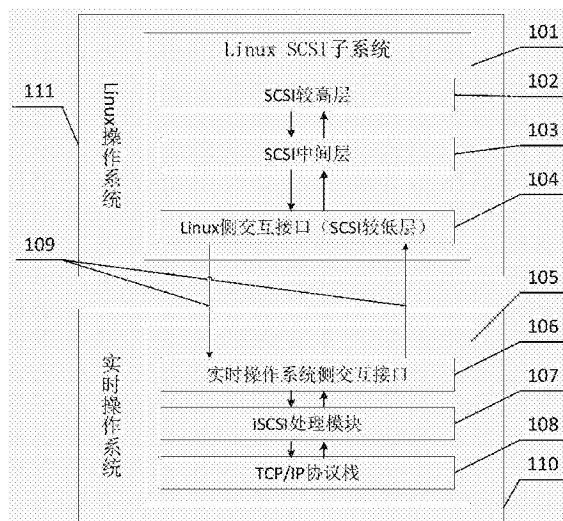 Linux SCSI子系统
101
SCSI较高层
102
111
Linux操作系统
SCSI中间层
103
Linux侧交互接口（SCSI较低层）
104
109
105
实时操作系统侧交互接口
106
实时操作系统
iSCSI处理模块
107
TCP/IP协议栈
108
110